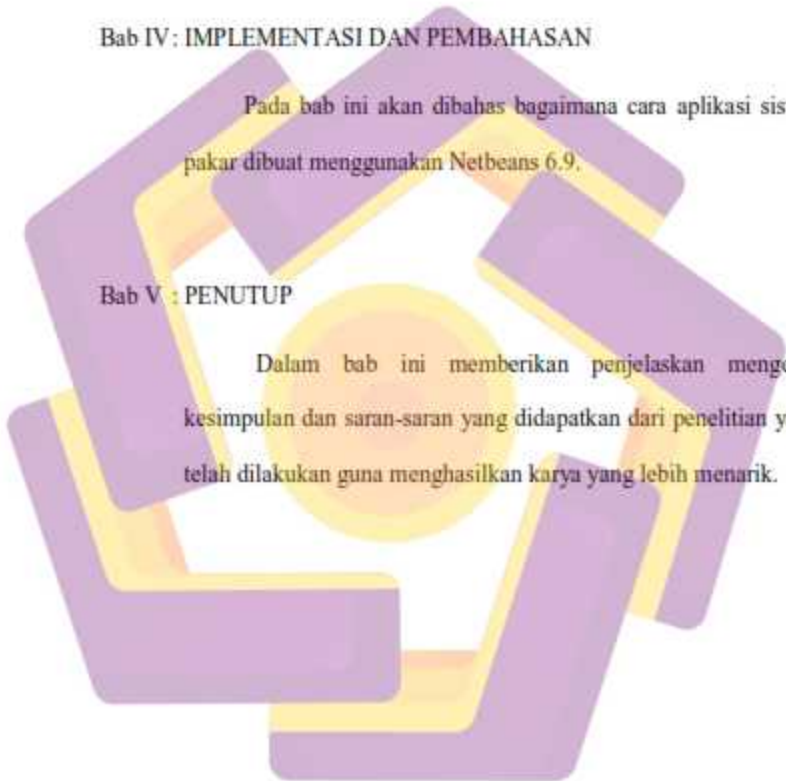 Bab IV : IMPLEMENTASI DAN PEMBAHASAN
Pada bab ini akan dibahas bagaimana cara aplikasi sis
pakar dibuat menggunakan Netbeans 6.9.
Bab V : PENUTUP
Dalam bab ini memberikan penjelaskan menge
kesimpulan dan saran-saran yang didapatkan dari penelitian y
telah dilakukan guna menghasilkan karya yang lebih menarik.